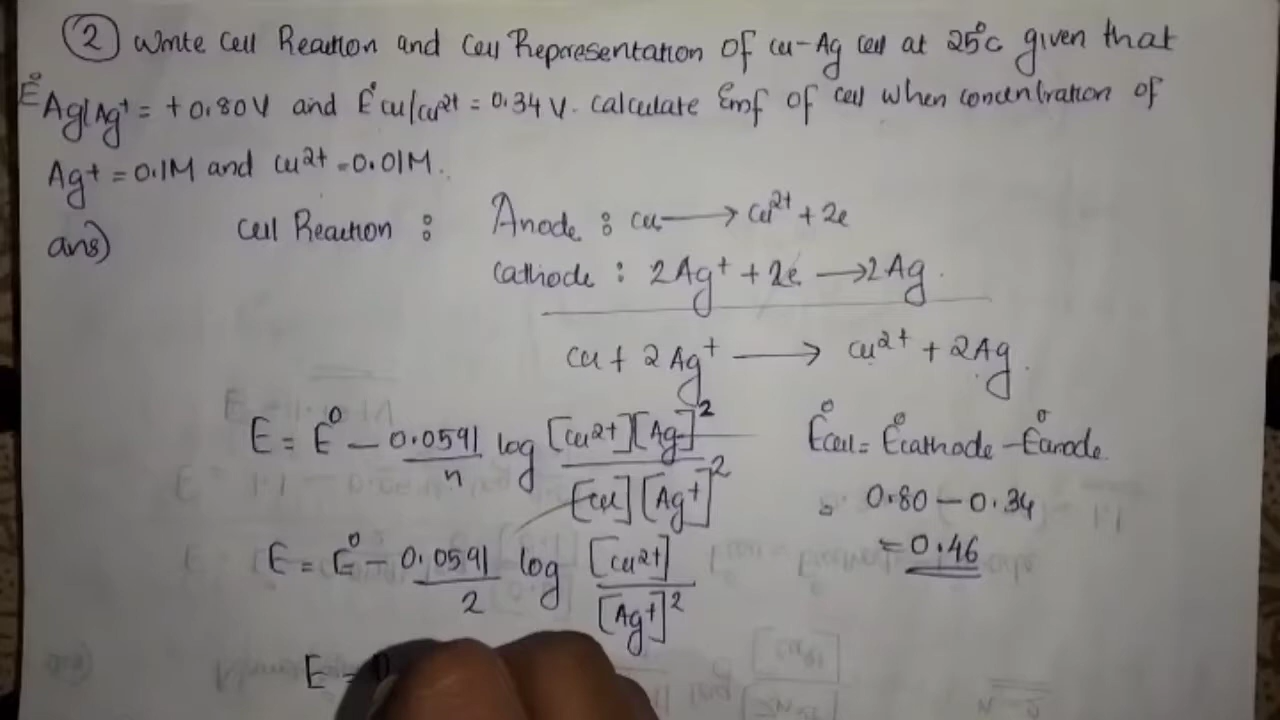 ② Write Cell Reaction and Cell Representation of cu-Ag cell at 25°c given that
E° Ag|Ag+ = +0.80V and E° cu/cu2+ = 0.34V. Calculate Emf of cell when concentration of
Ag+ = 0.1M and cu2+ = 0.01M.
ans) Cell Reaction : Anode : cu → cu2+ + 2e
cathode : 2Ag+ + 2e → 2Ag.
cu + 2Ag+ → cu2+ + 2Ag.
E = E° - 0.0591/n log [cu2+][Ag]2/[cu][Ag+]2
E°cell = E°cathode - E°anode.
= 0.80 - 0.34
= 0.46
E = E° - 0.0591/2 log [cu2+]/[Ag+]2
E = 0